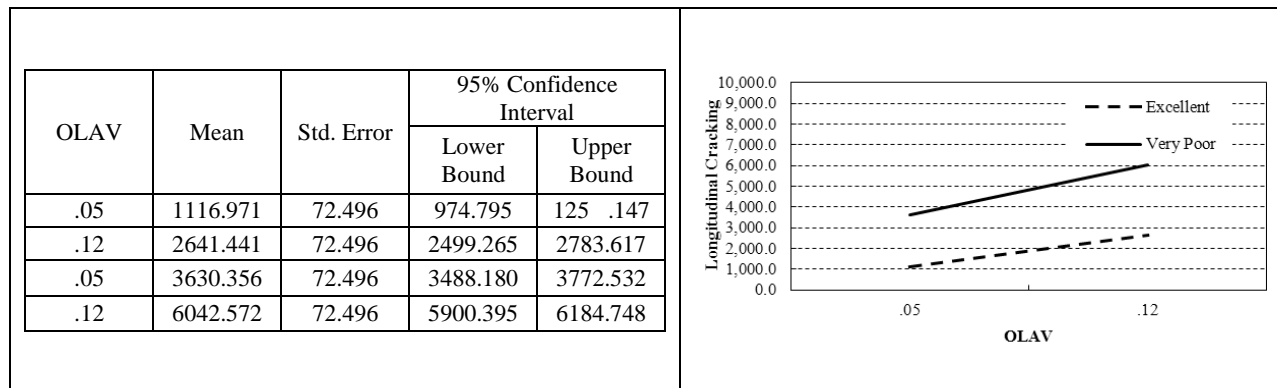 OLAV Mean Std. Error 95% Confidence Interval
Lower Bound Upper Bound
.05 1116.971 72.496 974.795 125 .147
.12 2641.441 72.496 2499.265 2783.617
.05 3630.356 72.496 3488.180 3772.532
.12 6042.572 72.496 5900.395 6184.748
Longitudinal Cracking
10,000.0
9,000.0
8,000.0
7,000.0
6,000.0
5,000.0
4,000.0
3,000.0
2,000.0
1,000.0
0.0
Excellent
Very Poor
.05 .12
OLAV